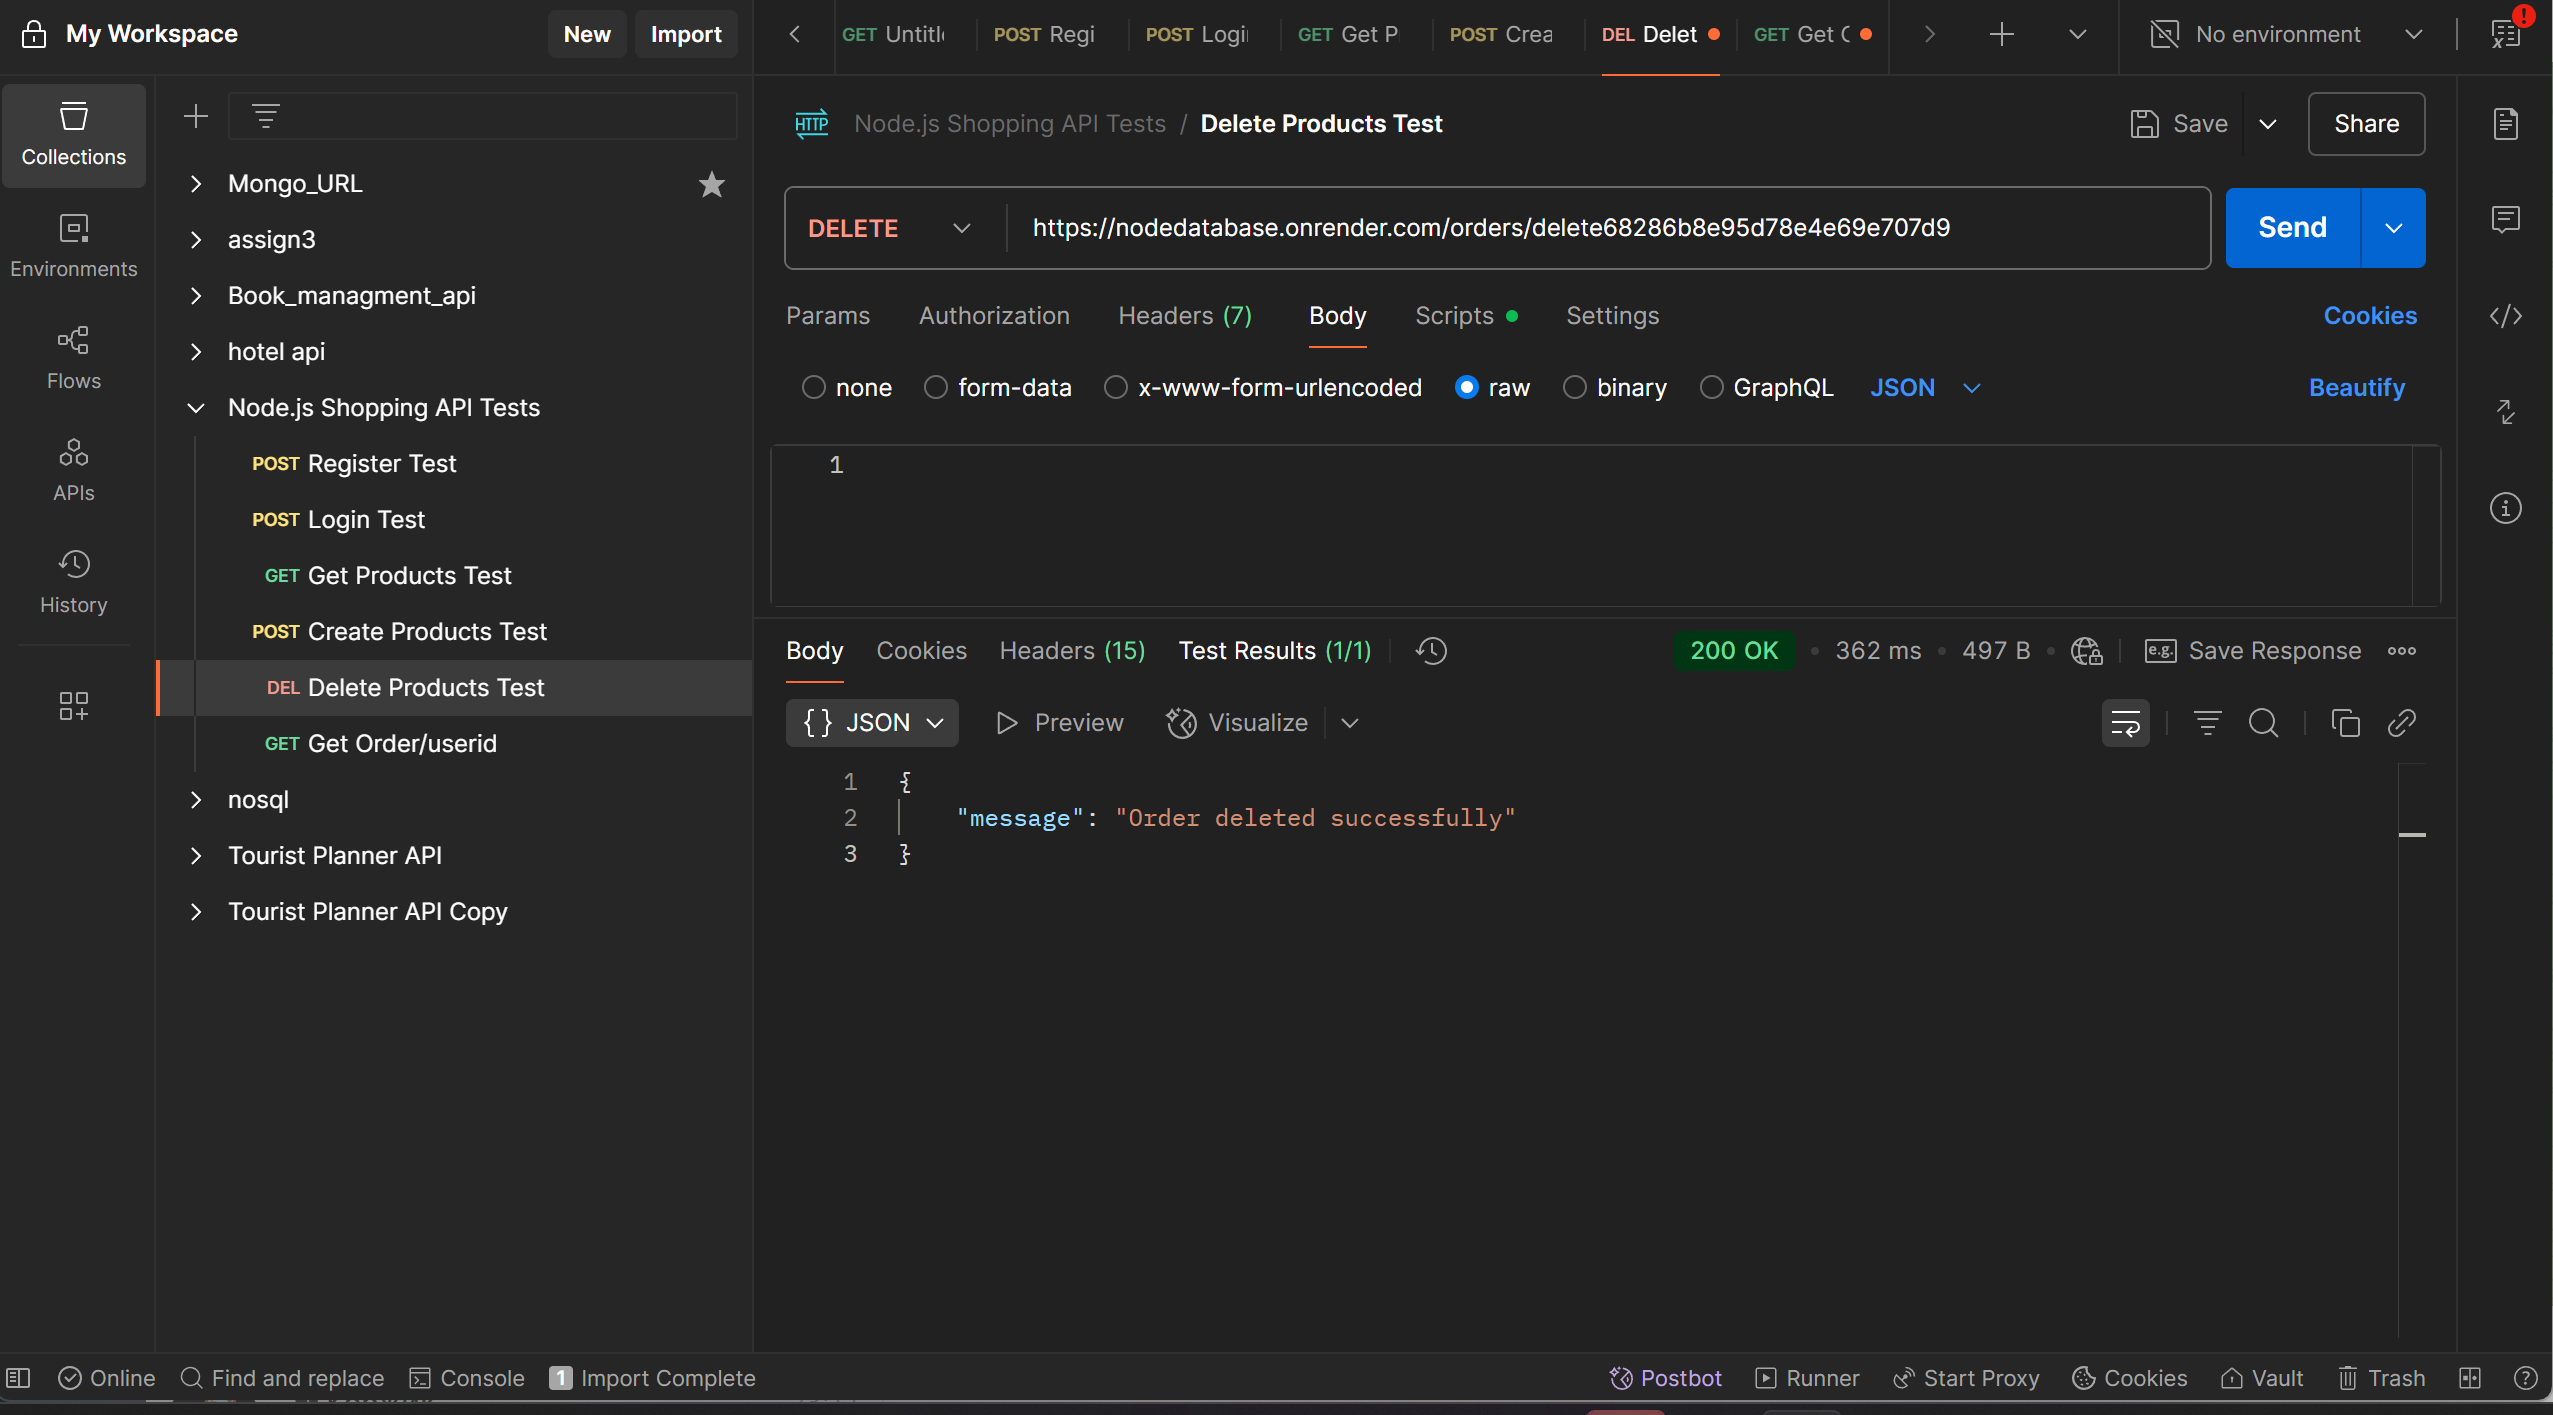 My Workspace
New
Import
GET Untitl
POST Regi
POST Logi
GET Get P
POST Crea
DEL Delet
GET Get
No environment
Collections
Environments
Flows
APIs
History
Mongo_URL
assign3
Book_managment_api
hotel api
Node.js Shopping API Tests
POST Register Test
POST Login Test
GET Get Products Test
POST Create Products Test
DEL Delete Products Test
GET Get Order/userid
nosql
Tourist Planner API
Tourist Planner API Copy
HTTP Node.js Shopping API Tests / Delete Products Test
Save
Share
DELETE
https://nodedatabase.onrender.com/orders/delete68286b8e95d78e4e69e707d9
Send
Params Authorization Headers (7) Body Scripts Settings
Cookies
none form-data x-www-form-urlencoded raw binary GraphQL JSON
Beautify
1
Body Cookies Headers (15) Test Results (1/1)
200 OK • 362 ms • 497 B •
e.g. Save Response
{} JSON
Preview
Visualize
1 {
2 "message": "Order deleted successfully"
3 }
Online Find and replace Console 1 Import Complete
Postbot Runner Start Proxy Cookies Vault Trash